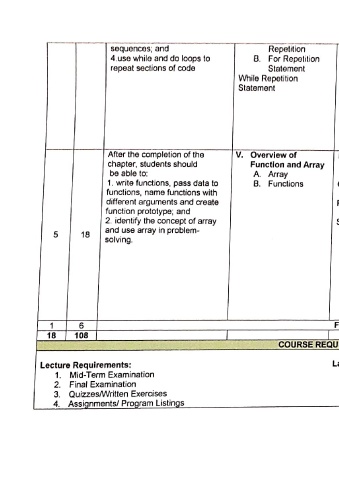 sequences; and
4.use while and do loops to
repeat sections of code
Repetition
B. For Repetition
Statement
While Repetition
Statement
5
18
After the completion of the
chapter, students should
be able to:
1. write functions, pass data to
functions, name functions with
different arguments and create
function prototype; and
2. identify the concept of array
and use array in problem-
solving.
V. Overview of
Function and Array
A. Array
B. Functions
1 6
F
18 108
COURSE REQU
Lecture Requirements:
1. Mid-Term Examination
2. Final Examination
3. Quizzes/Written Exercises
4. Assignments/ Program Listings
La